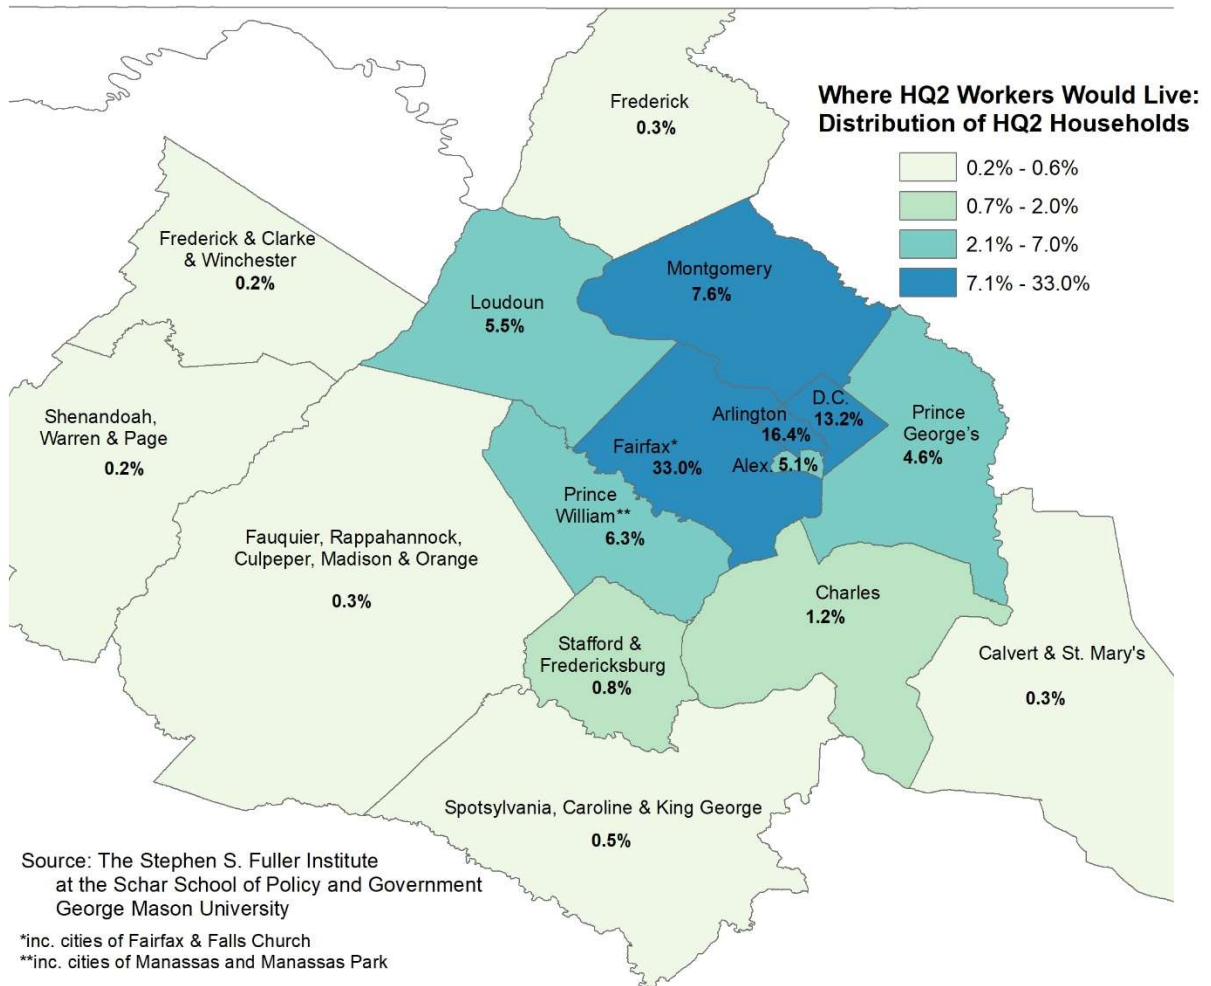 Where HQ2 Workers Would Live:
Distribution of HQ2 Households
0.2% - 0.6%
0.7% - 2.0%
2.1% - 7.0%
7.1% - 33.0%
Frederick
0.3%
Frederick & Clarke
& Winchester
0.2%
Loudoun
5.5%
Montgomery
7.6%
Shenandoah,
Warren & Page
0.2%
D.C.
13.2%
Arlington
16.4%
Prince
George's
4.6%
Fairfax*
33.0%
Alex. 5.1%
Prince
William**
6.3%
Fauquier, Rappahannock,
Culpeper, Madison & Orange
0.3%
Charles
1.2%
Stafford &
Fredericksburg
0.8%
Calvert & St. Mary's
0.3%
Spotsylvania, Caroline & King George
0.5%
Source: The Stephen S. Fuller Institute
at the Schar School of Policy and Government
George Mason University
*inc. cities of Fairfax & Falls Church
**inc. cities of Manassas and Manassas Park